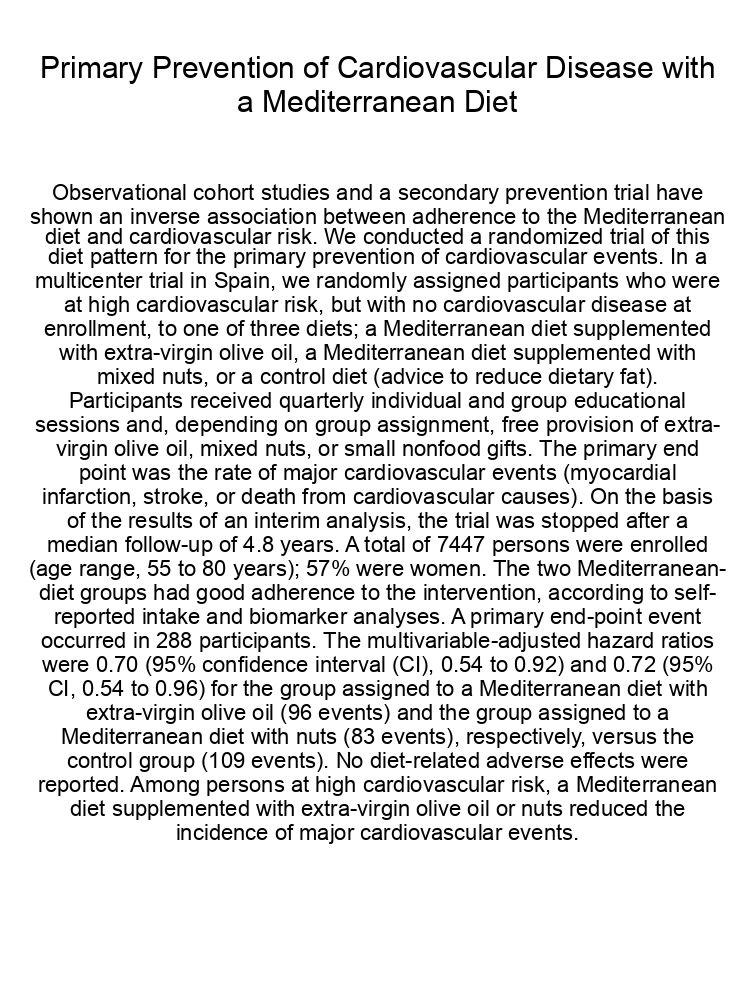 Primary Prevention of Cardiovascular Disease with
a Mediterranean Diet
Observational cohort studies and a secondary prevention trial have
shown an inverse association between adherence to the Mediterranean
diet and cardiovascular risk. We conducted a randomized trial of this
diet pattern for the primary prevention of cardiovascular events. In a
multicenter trial in Spain, we randomly assigned participants who were
at high cardiovascular risk, but with no cardiovascular disease at
enrollment, to one of three diets; a Mediterranean diet supplemented
with extra-virgin olive oil, a Mediterranean diet supplemented with
mixed nuts, or a control diet (advice to reduce dietary fat).
Participants received quarterly individual and group educational
sessions and, depending on group assignment, free provision of extra-
virgin olive oil, mixed nuts, or small nonfood gifts. The primary end
point was the rate of major cardiovascular events (myocardial
infarction, stroke, or death from cardiovascular causes). On the basis
of the results of an interim analysis, the trial was stopped after a
median follow-up of 4.8 years. A total of 7447 persons were enrolled
(age range, 55 to 80 years); 57% were women. The two Mediterranean-
diet groups had good adherence to the intervention, according to self-
reported intake and biomarker analyses. A primary end-point event
occurred in 288 participants. The multivariable-adjusted hazard ratios
were 0.70 (95% confidence interval (CI), 0.54 to 0.92) and 0.72 (95%
CI, 0.54 to 0.96) for the group assigned to a Mediterranean diet with
extra-virgin olive oil (96 events) and the group assigned to a
Mediterranean diet with nuts (83 events), respectively, versus the
control group (109 events). No diet-related adverse effects were
reported. Among persons at high cardiovascular risk, a Mediterranean
diet supplemented with extra-virgin olive oil or nuts reduced the
incidence of major cardiovascular events.